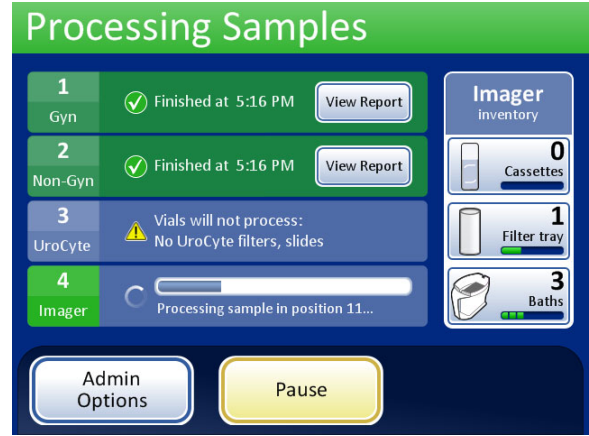 Processing Samples
1
Gyn
Finished at 5:16 PM
View Report
2
Non-Gyn
Finished at 5:16 PM
View Report
3
UroCyte
Vials will not process:
No UroCyte filters, slides
4
Imager
Processing sample in position 11...
Imager
inventory
0
Cassettes
1
Filter tray
3
Baths
Admin
Options
Pause